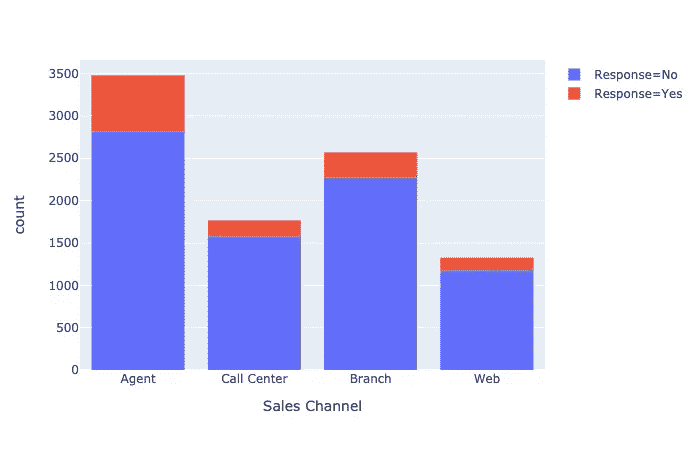 count
3500
3000
2500
2000
1500
1000
500
0
Agent
Call Center
Branch
Web
Sales Channel
Response=No
Response=Yes